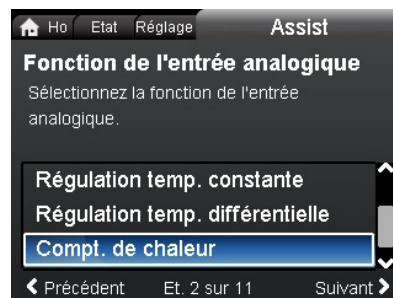 Ho Etat Réglage Assist
Fonction de l'entrée analogique
Sélectionnez la fonction de l'entrée
analogique.
Régulation temp. constante
Régulation temp. différentielle
Compt. de chaleur
Précédent Et. 2 sur 11 Suivant